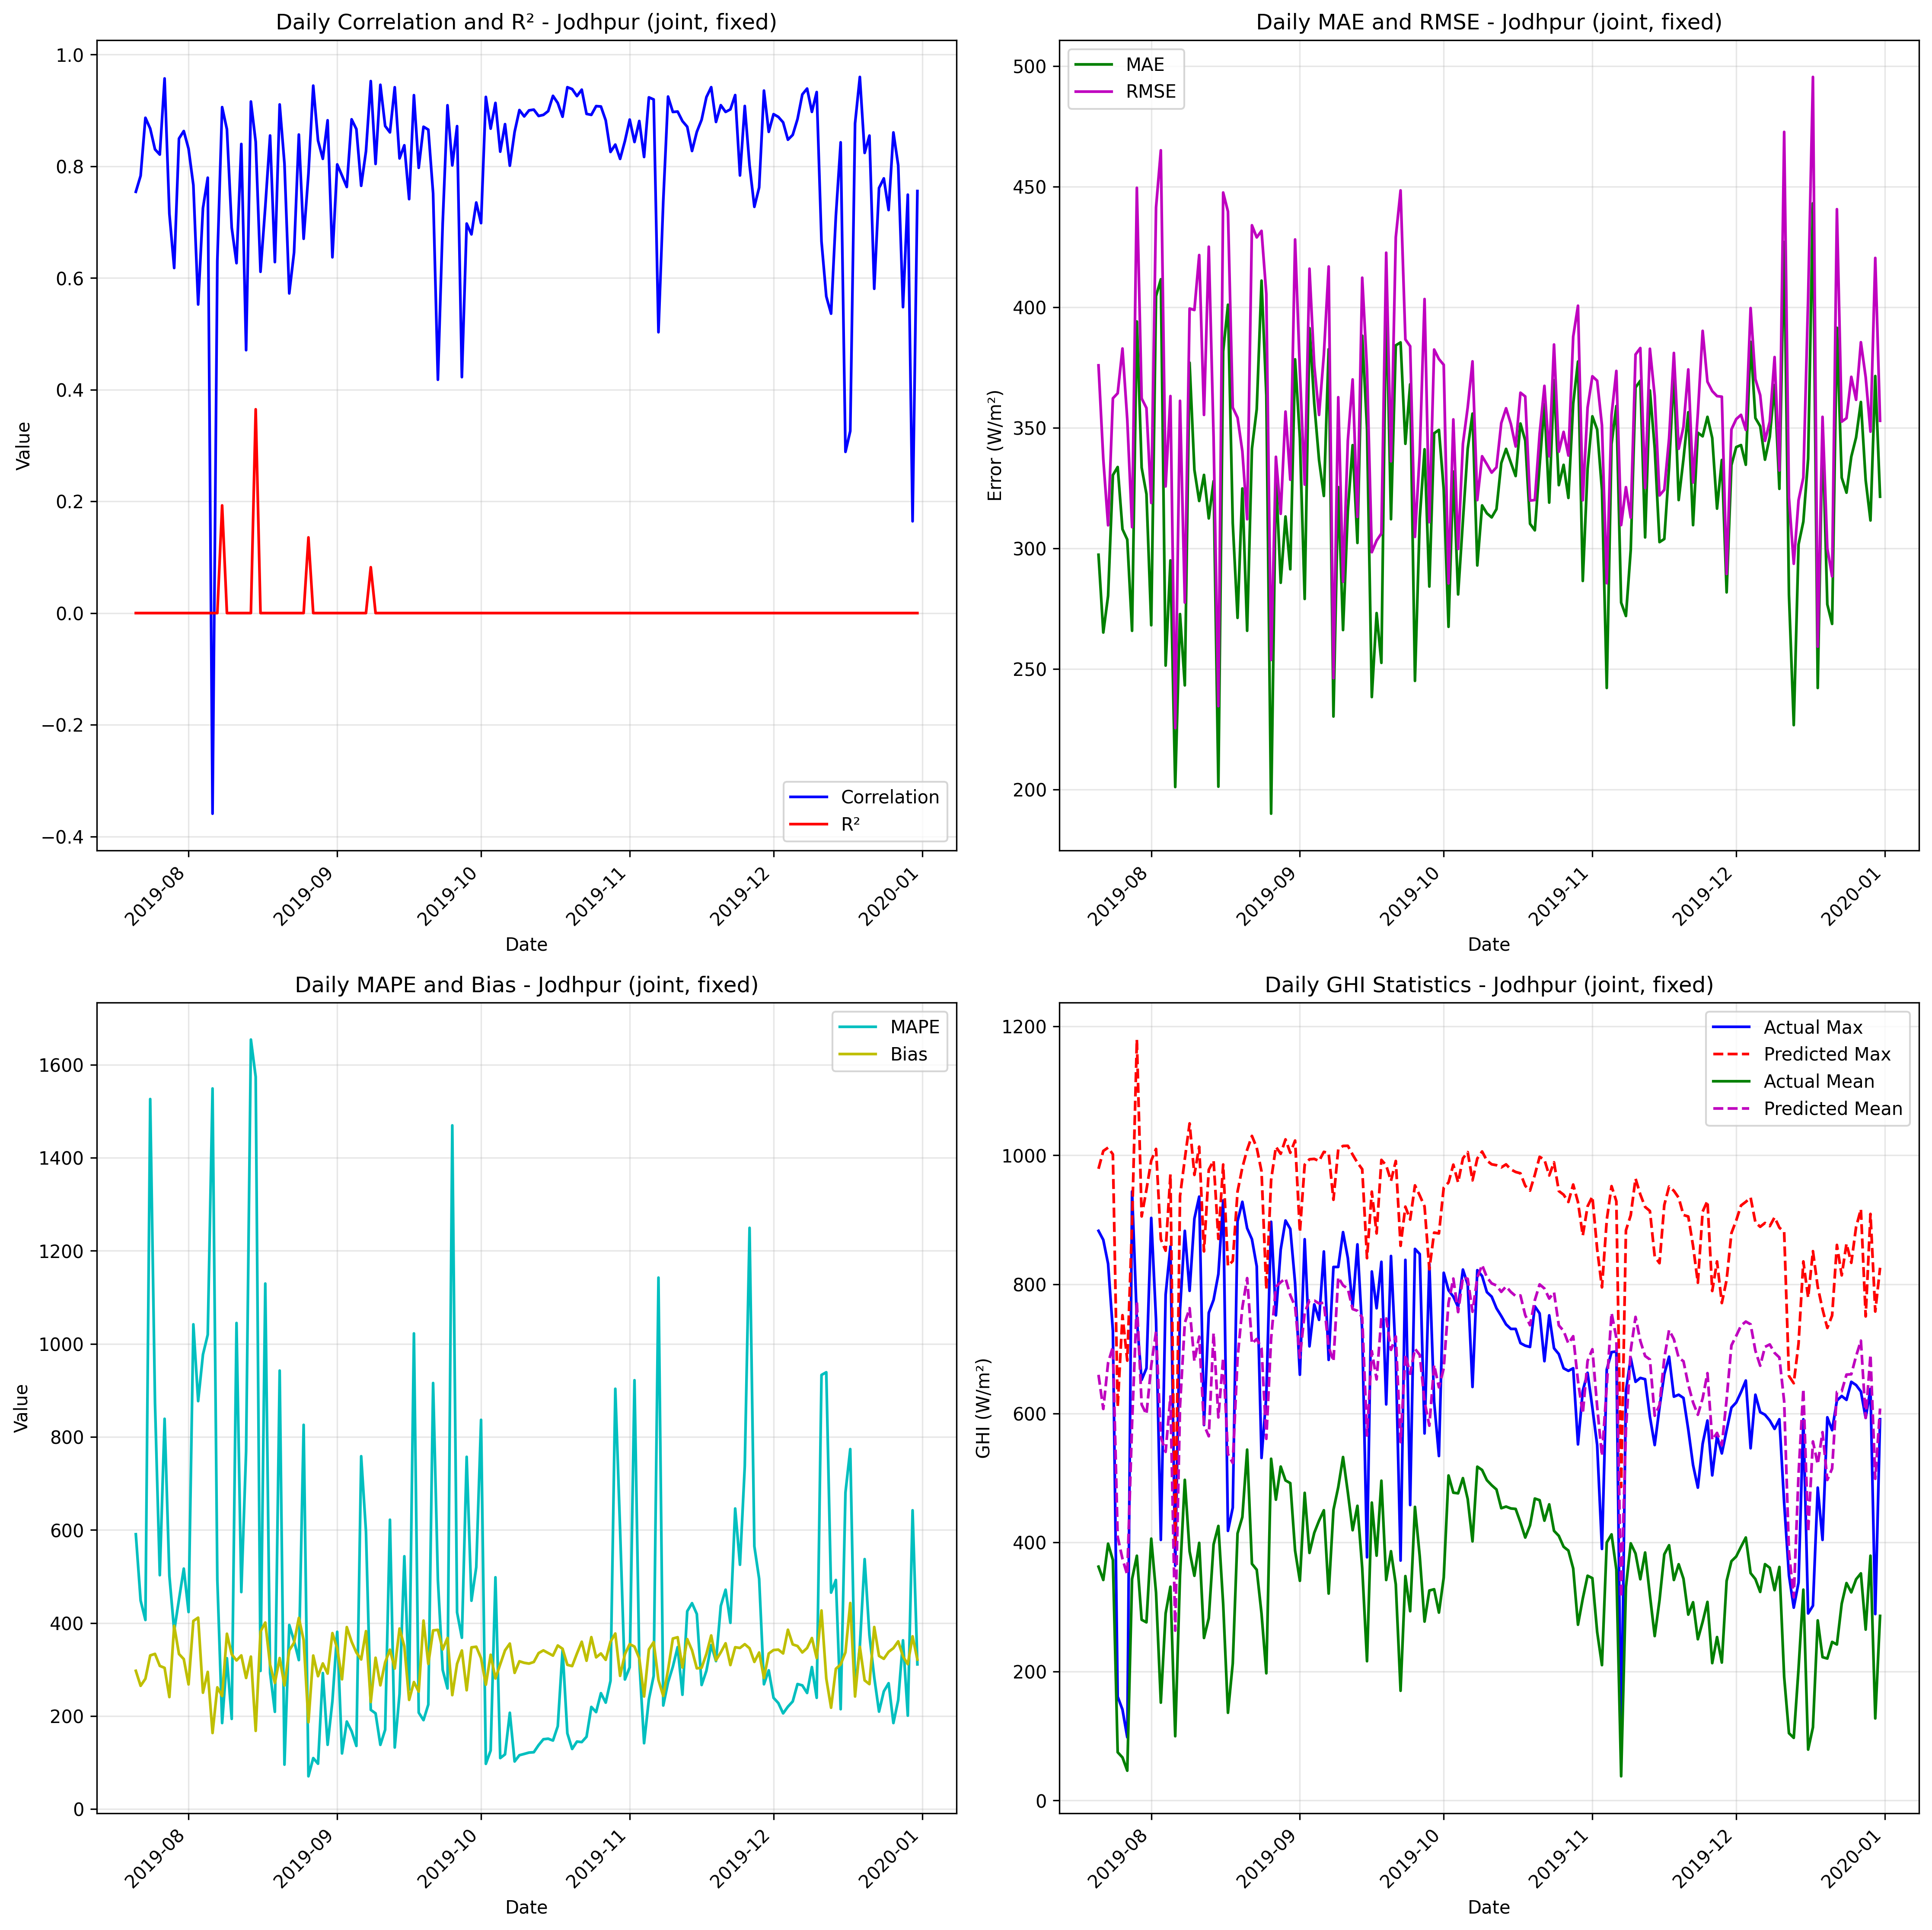 Daily Correlation and R² - Jodhpur (joint, fixed)
1.0
0.8
0.6
0.4
0.2
0.0
−0.2
−0.4
Value
Correlation
R²
2019-08
2019-09
2019-10
2019-11
2019-12
2020-01
Date
Daily MAE and RMSE - Jodhpur (joint, fixed)
MAE
RMSE
500
450
400
350
300
250
200
Error (W/m²)
2019-08
2019-09
2019-10
2019-11
2019-12
2020-01
Date
Daily MAPE and Bias - Jodhpur (joint, fixed)
MAPE
Bias
1600
1400
1200
1000
800
600
400
200
0
Value
2019-08
2019-09
2019-10
2019-11
2019-12
2020-01
Date
Daily GHI Statistics - Jodhpur (joint, fixed)
Actual Max
Predicted Max
Actual Mean
Predicted Mean
1200
1000
800
600
400
200
0
GHI (W/m²)
2019-08
2019-09
2019-10
2019-11
2019-12
2020-01
Date